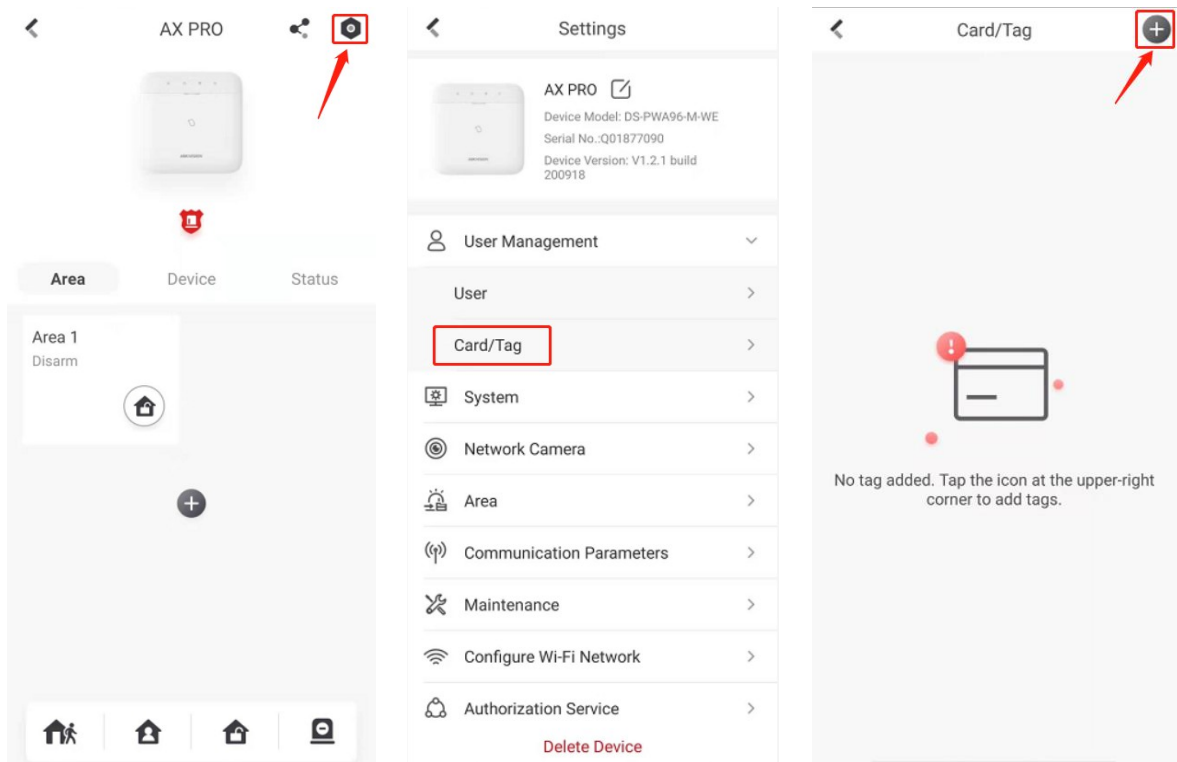 AX PRO
Area
Device
Status
Area 1
Disarm
Settings
AX PRO
Device Model: DS-PWA96-M-WE
Serial No.:Q01877090
Device Version: V1.2.1 build
200918
User Management
User
Card/Tag
System
Network Camera
Area
Communication Parameters
Maintenance
Configure Wi-Fi Network
Authorization Service
Delete Device
Card/Tag
No tag added. Tap the icon at the upper-right
corner to add tags.